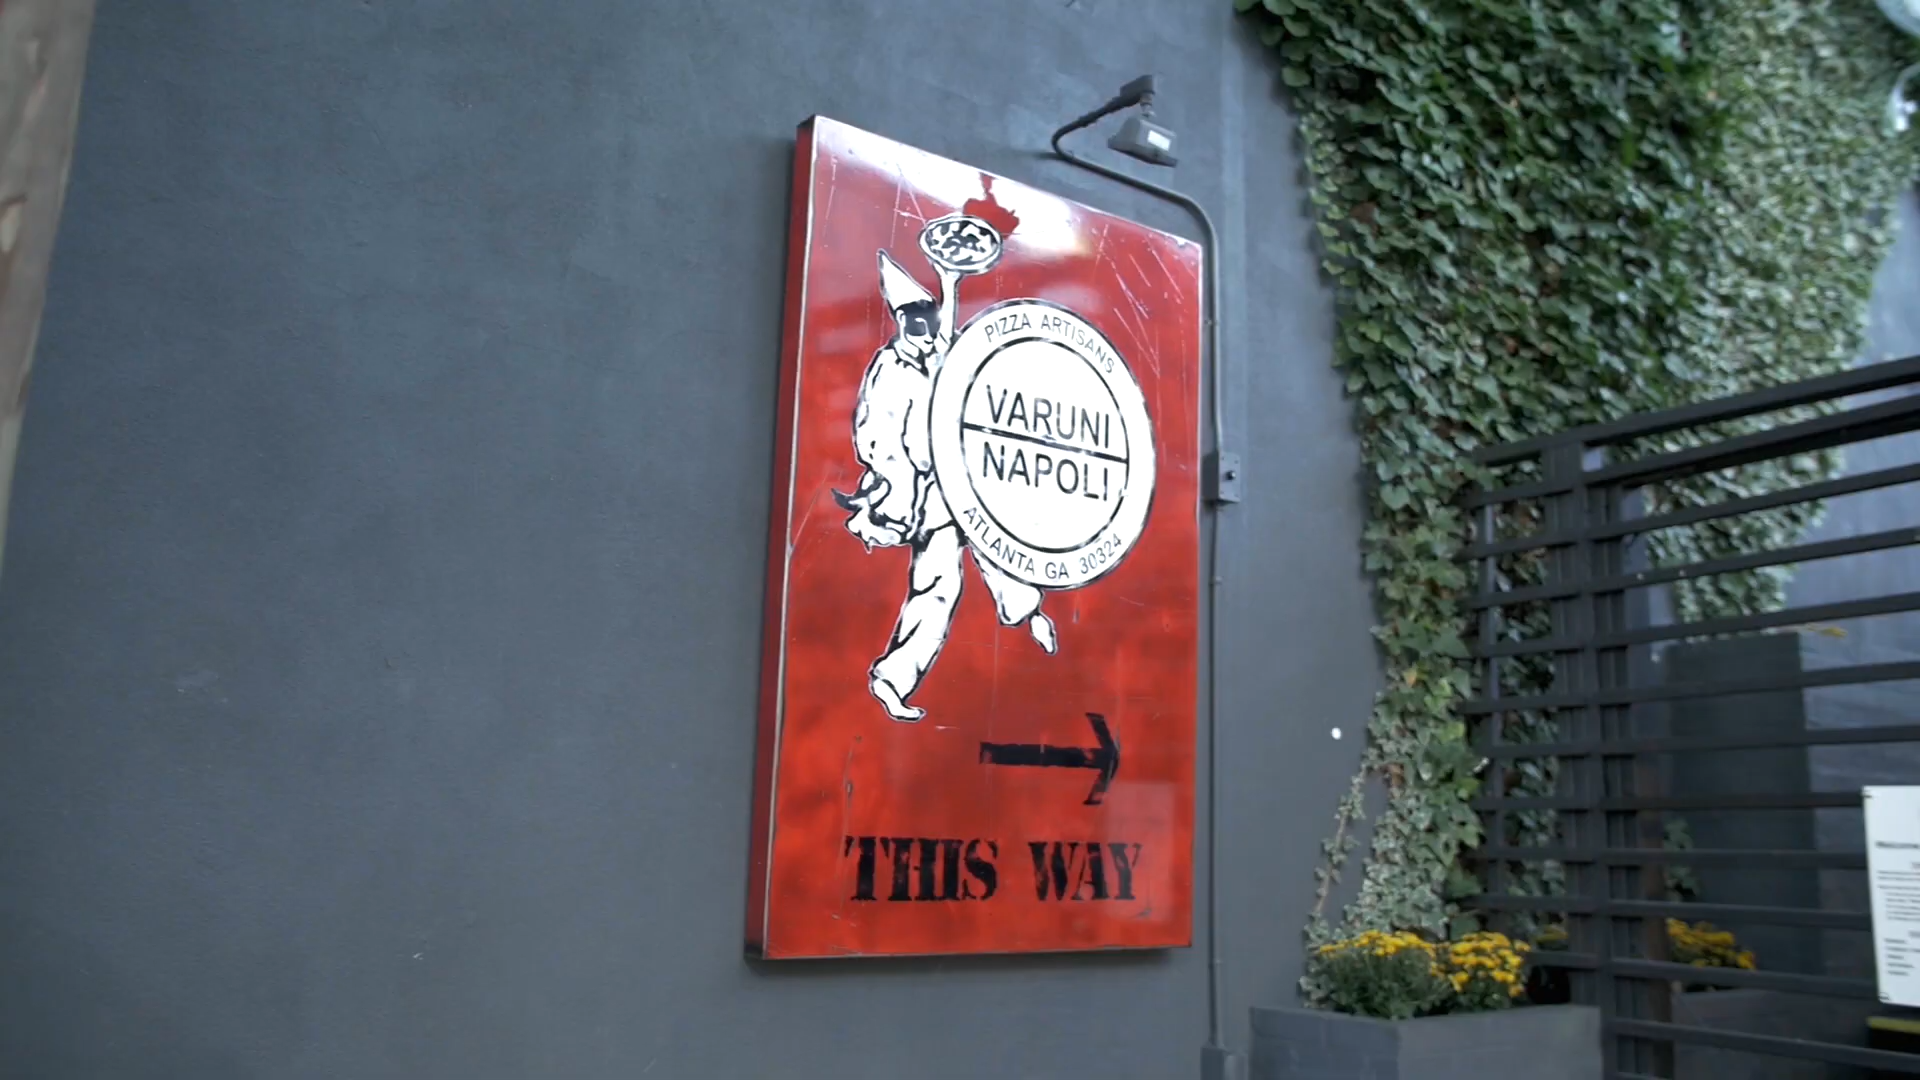 PIZZA ARTISANS
VARUNI
NAPOLI
ATLANTA GA 30324
THIS WAY